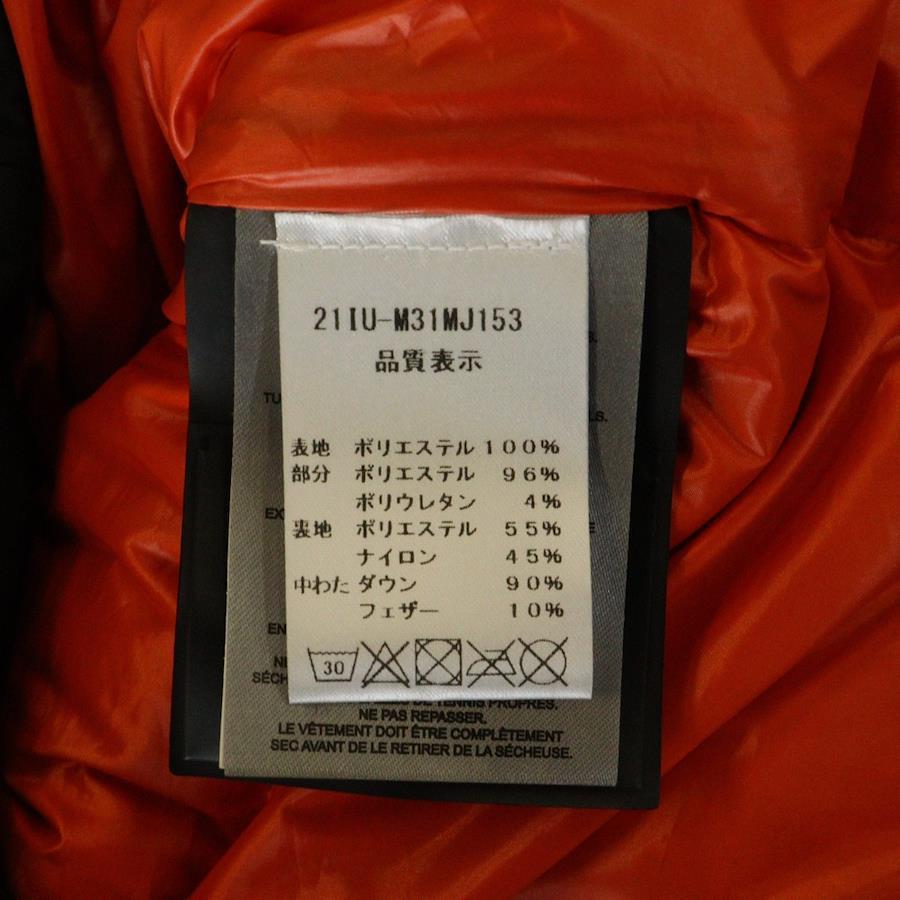 21IU-M31MJ153
品質表示
表地 ポリエステル 100%
部分 ポリエステル 96%
ポリウレタン 4%
裏地 ポリエステル 55%
ナイロン 45%
中わた ダウン 90%
フェザー 10%
30
DE TENNIS PROPRES.
NE PAS REPASSER.
LE VÊTEMENT DOIT ÊTRE COMPLÈTEMENT
SEC AVANT DE LE RETIRER DE LA SÉCHEUSE.